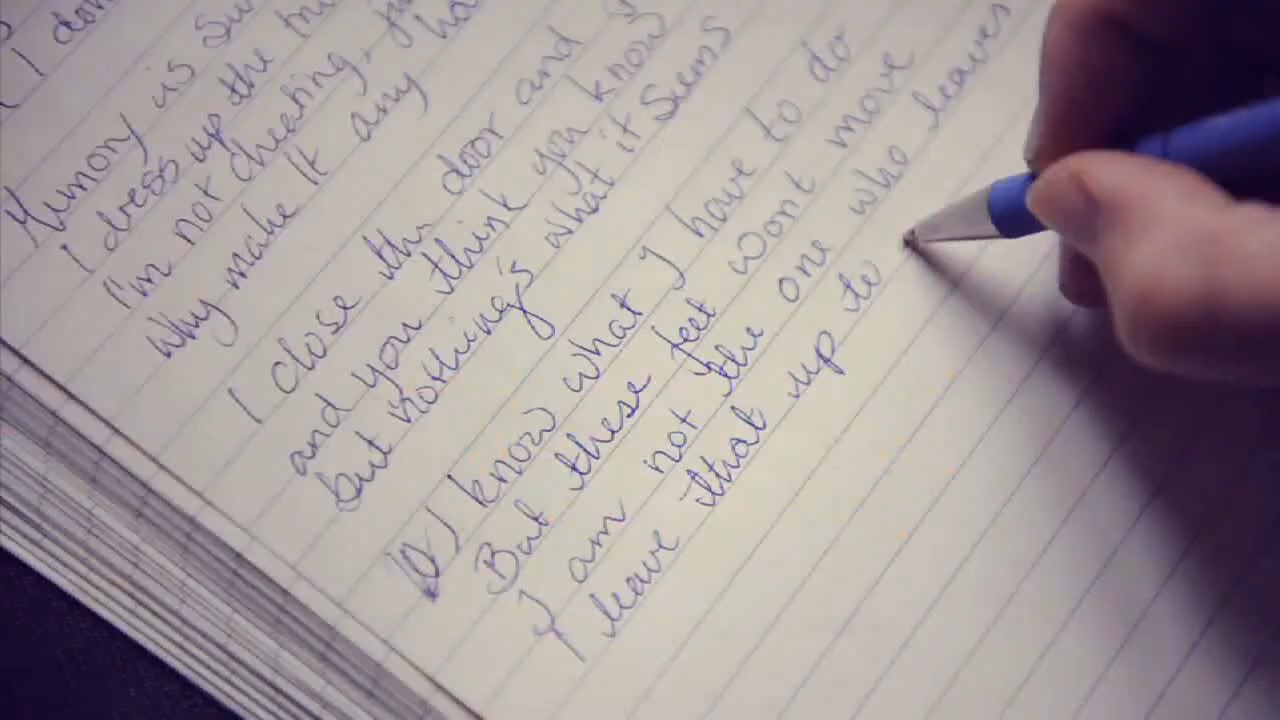 I don
Memory is
I dress up the
I'm not cheating,
Why make it any
I close the door and
and you think you know
but nothing's what it seems
I know what I have to do
But these feet wont move
I am not the one who leaves
I leave that up to